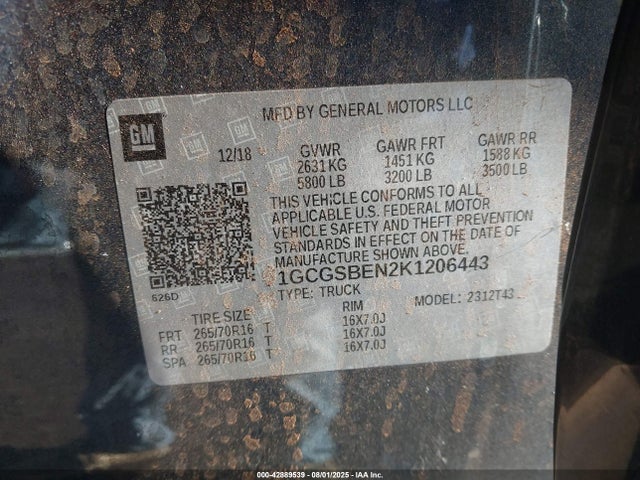 MFD BY GENERAL MOTORS LLC
GM
12/18 GVWR GAWR FRT GAWR RR
2631 KG 1451 KG 1588 KG
5800 LB 3200 LB 3500 LB
THIS VEHICLE CONFORMS TO ALL
APPLICABLE U.S. FEDERAL MOTOR
VEHICLE SAFETY AND THEFT PREVENTION
STANDARDS IN EFFECT ON THE DATE OF
MANUFACTURE SHOWN ABOVE.
1GCGSBEN2K1206443
TYPE: TRUCK MODEL: 2312T43
526D
TIRE SIZE RIM
FRT 265/70R16 T 16X7.0J
RR 265/70R16 T 16X7.0J
SPA 265/70R16 T 16X7.0J
00-42889539 - 08/01/2025 - IAA Inc.